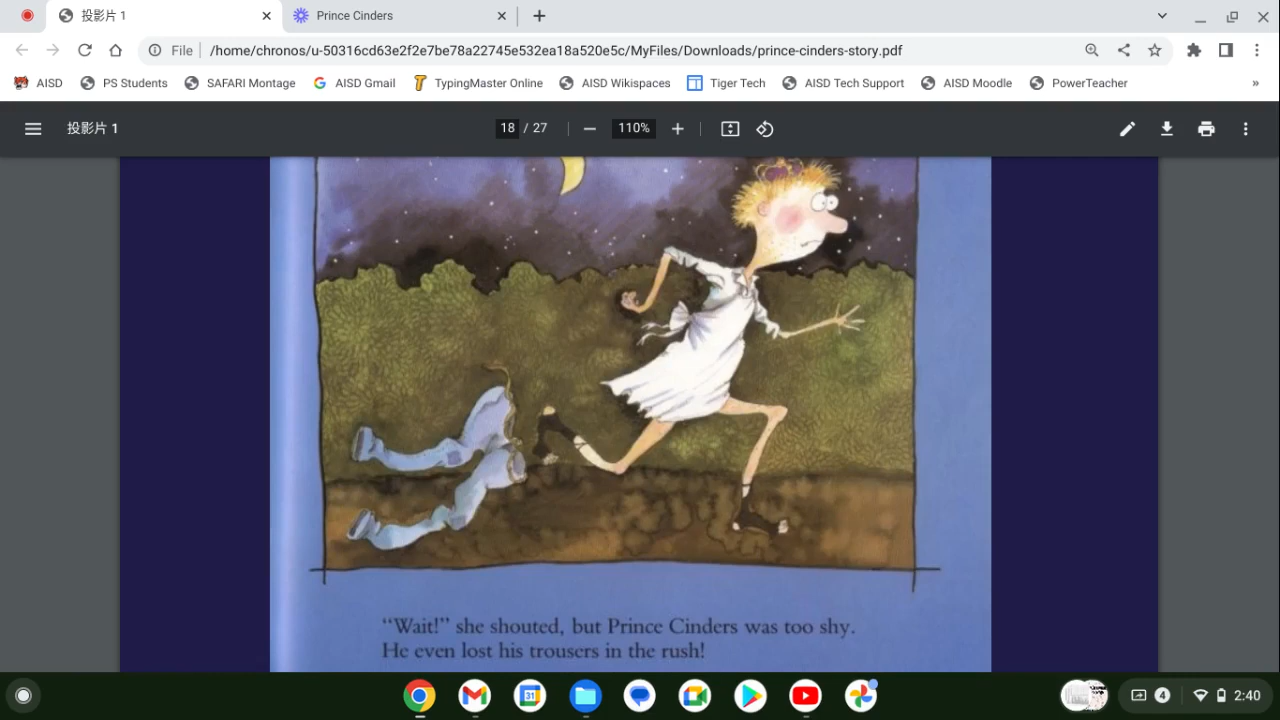 投影片 1
Prince Cinders
File
/home/chronos/u-50316cd63e2f2e7be78a22745e532ea18a520e5c/MyFiles/Downloads/prince-cinders-story.pdf
AISD PS Students SAFARI Montage AISD Gmail TypingMaster Online AISD Wikispaces Tiger Tech AISD Tech Support AISD Moodle PowerTeacher »
投影片 1 18 / 27 110%
“Wait!” she shouted, but Prince Cinders was too shy.
He even lost his trousers in the rush!
31 4 2:40